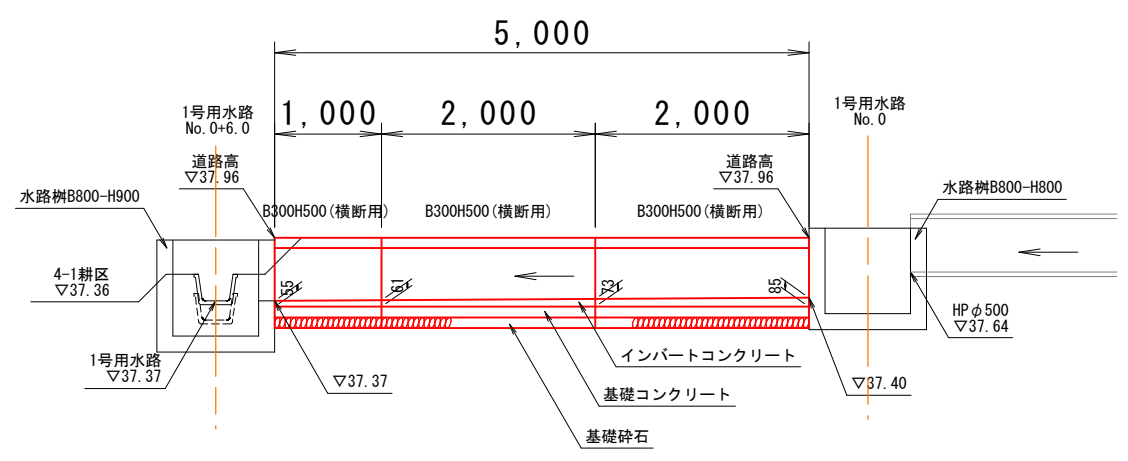 5,000
1号用水路
No.0+6.0
1,000
2,000
2,000
1号用水路
No.0
道路高
▽37.96
道路高
▽37.96
水路桝B800-H900
水路桝B800-H800
B300H500(横断用)
B300H500(横断用)
B300H500(横断用)
4-1耕区
▽37.36
55
61
73
85
HPφ500
▽37.64
1号用水路
▽37.37
▽37.37
インバートコンクリート
▽37.40
基礎コンクリート
基礎砕石